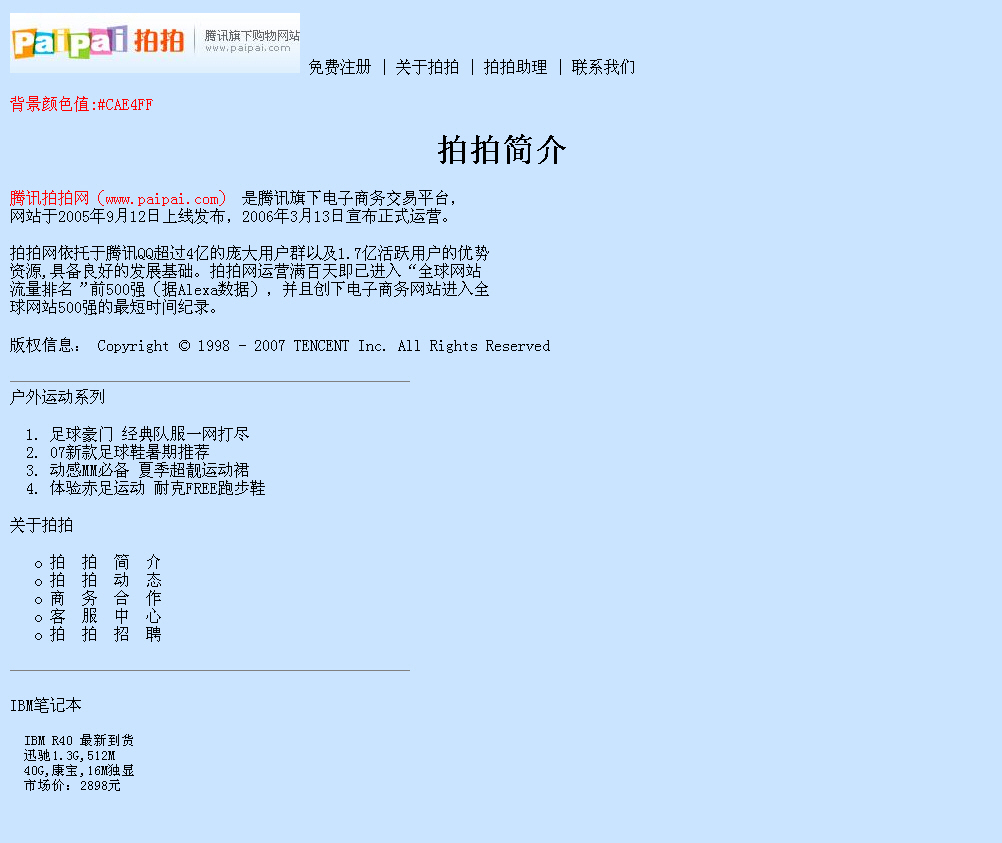 PaiPai 拍拍 腾讯旗下购物网站
www.paipai.com
免费注册 | 关于拍拍 | 拍拍助理 | 联系我们
背景颜色值:#CAE4FF
拍拍简介
腾讯拍拍网（www.paipai.com） 是腾讯旗下电子商务交易平台，
网站于2005年9月12日上线发布，2006年3月13日宣布正式运营。
拍拍网依托于腾讯QQ超过4亿的庞大用户群以及1.7亿活跃用户的优势
资源,具备良好的发展基础。拍拍网运营满百天即已进入“全球网站
流量排名 ”前500强（据Alexa数据），并且创下电子商务网站进入全
球网站500强的最短时间纪录。
版权信息： Copyright © 1998 - 2007 TENCENT Inc. All Rights Reserved
户外运动系列
1. 足球豪门 经典队服一网打尽
2. 07新款足球鞋暑期推荐
3. 动感MM必备 夏季超靓运动裙
4. 体验赤足运动 耐克FREE跑步鞋
关于拍拍
拍 拍 简 介
拍 拍 动 态
商 务 合 作
客 服 中 心
拍 拍 招 聘
IBM笔记本
IBM R40 最新到货
迅驰1.3G,512M
40G,康宝,16M独显
市场价：2898元